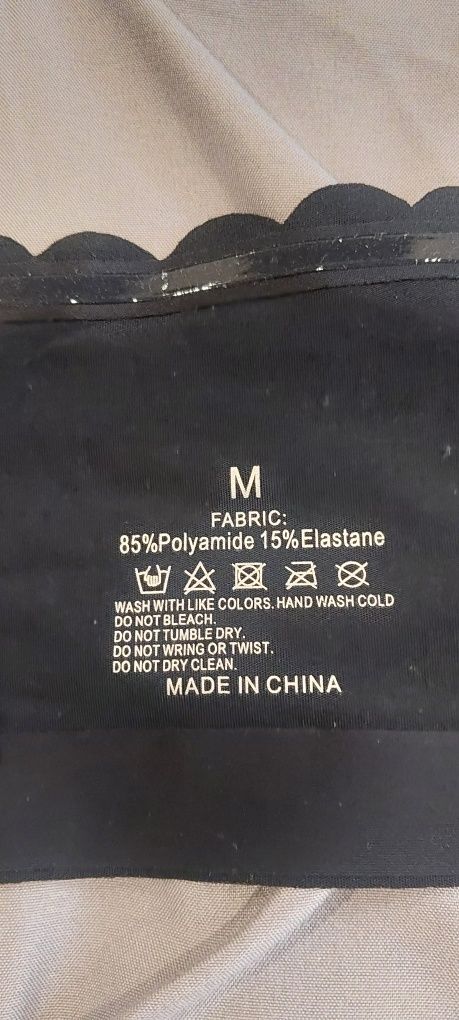 M
FABRIC:
85%Polyamide 15%Elastane
WASH WITH LIKE COLORS. HAND WASH COLD
DO NOT BLEACH.
DO NOT TUMBLE DRY.
DO NOT WRING OR TWIST.
DO NOT DRY CLEAN.
MADE IN CHINA